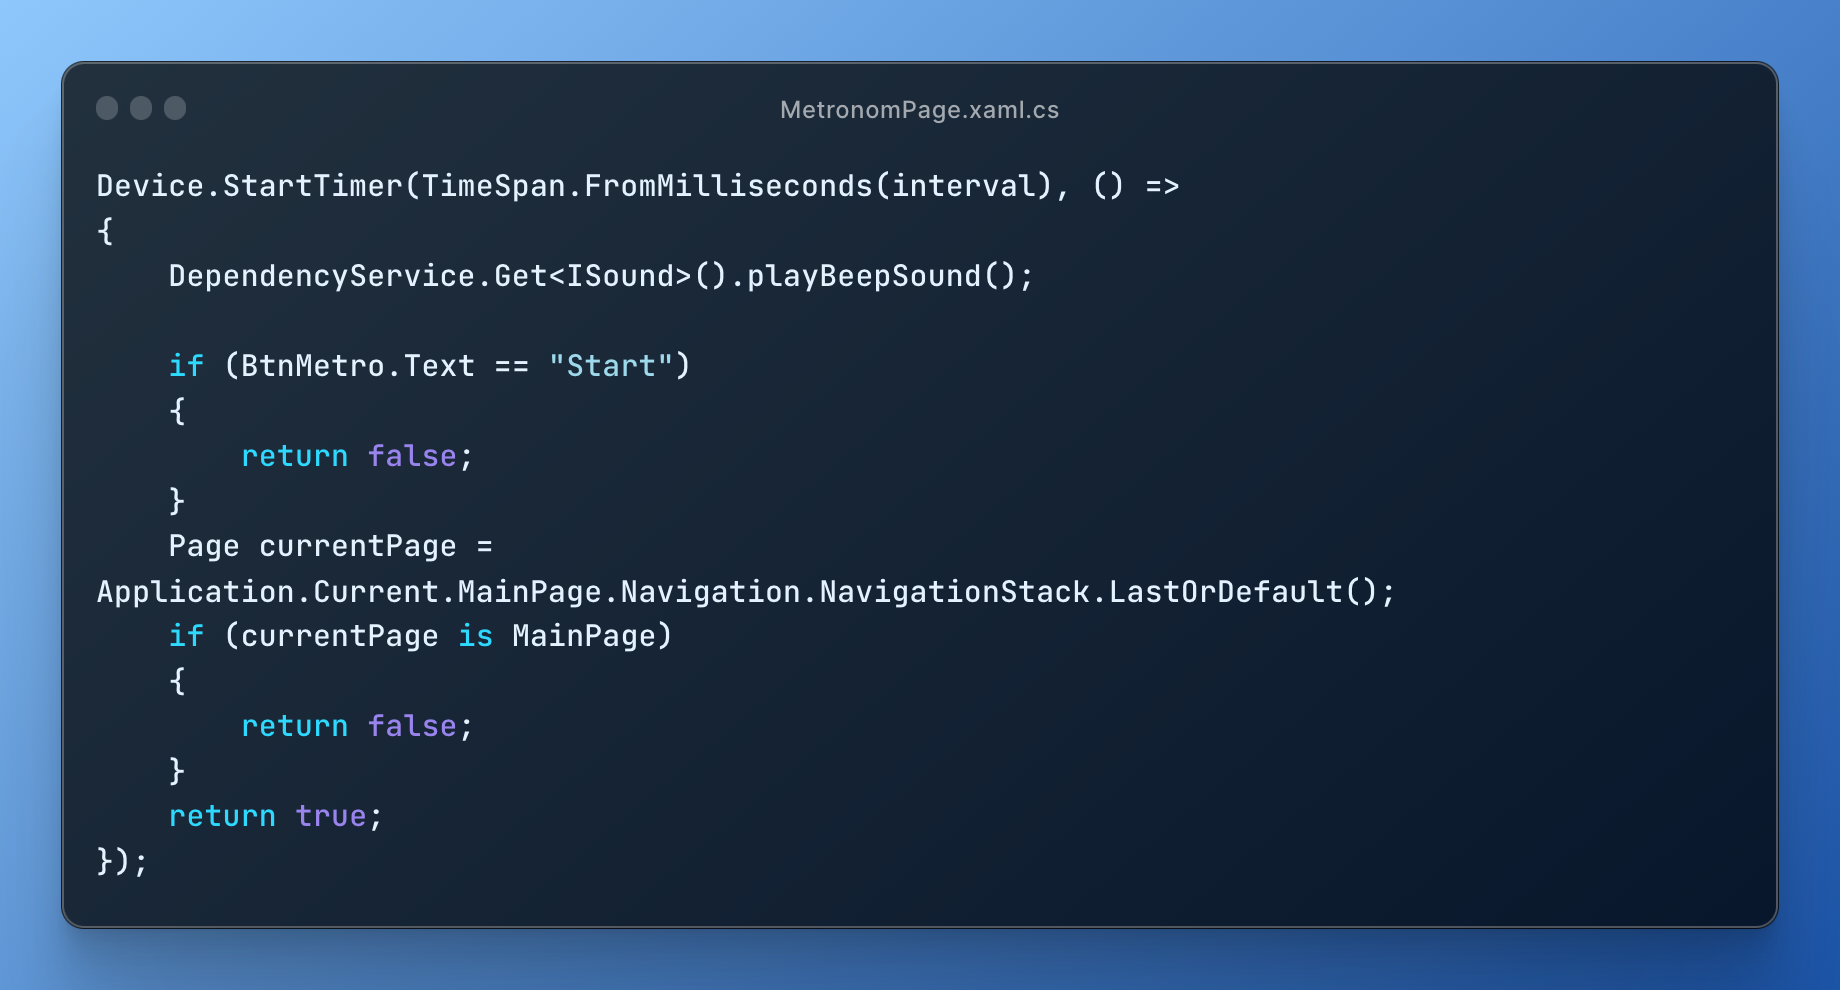 MetronomPage.xaml.cs
Device.StartTimer(TimeSpan.FromMilliseconds(interval), () =>
{
    DependencyService.Get<ISound>().playBeepSound();

    if (BtnMetro.Text == "Start")
    {
        return false;
    }
    Page currentPage =
Application.Current.MainPage.Navigation.NavigationStack.LastOrDefault();
    if (currentPage is MainPage)
    {
        return false;
    }
    return true;
});